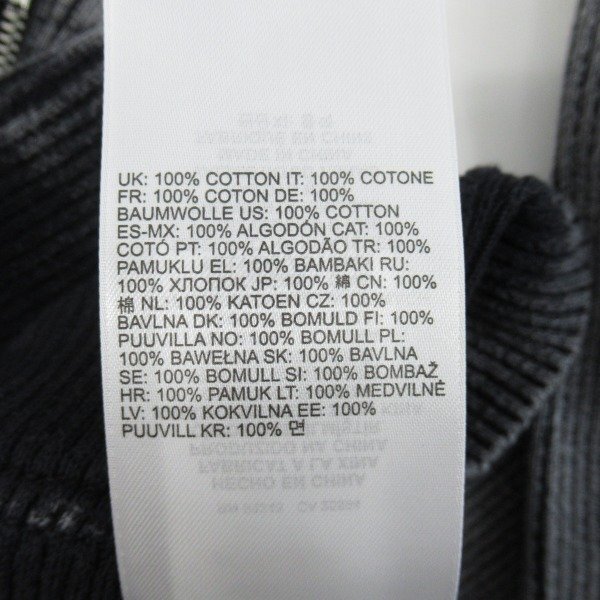 UK: 100% COTTON IT: 100% COTONE
FR: 100% COTON DE: 100%
BAUMWOLLE US: 100% COTTON
ES-MX: 100% ALGODÓN CAT: 100%
COTÓ PT: 100% ALGODÃO TR: 100%
PAMUKLU EL: 100% BAMBAKI RU:
100% ХЛОПОК JP: 100% 綿 CN: 100%
棉 NL: 100% KATOEN CZ: 100%
BAVLNA DK: 100% BOMULD FI: 100%
PUUVILLA NO: 100% BOMULL PL:
100% BAWEŁNA SK: 100% BAVLNA
SE: 100% BOMULL SI: 100% BOMBAŽ
HR: 100% PAMUK LT: 100% MEDVILNĖ
LV: 100% KOKVILNA EE: 100%
PUUVILL KR: 100% 면